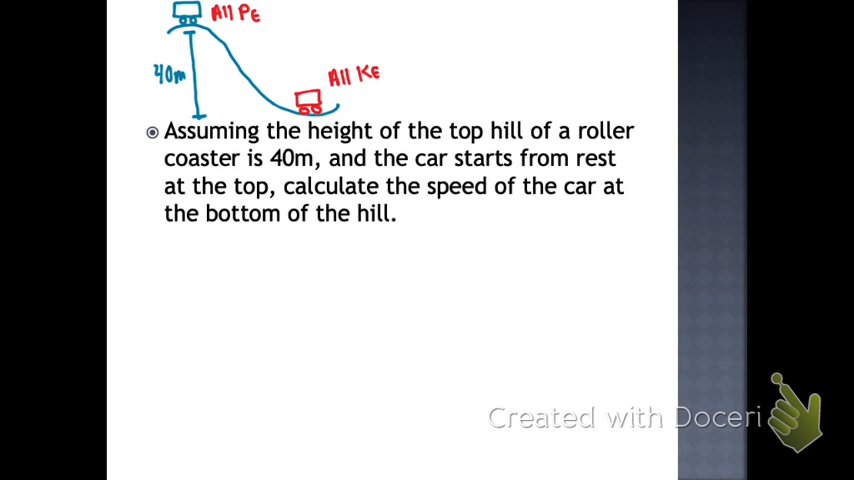 All PE
40m
All KE
Assuming the height of the top hill of a roller
coaster is 40m, and the car starts from rest
at the top, calculate the speed of the car at
the bottom of the hill.
Created with Doceri